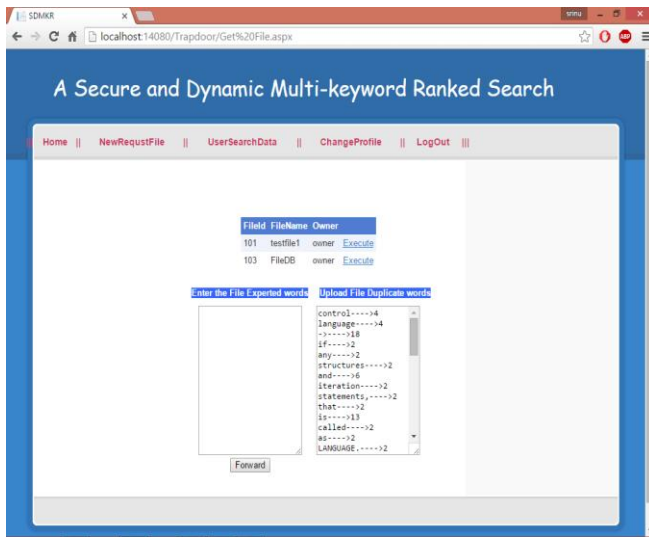 SDMKR
srinu
localhost:14080/Trapdoor/Get%20File.aspx
ABP
A Secure and Dynamic Multi-keyword Ranked Search
|| Home || NewRequstFile || UserSearchData || ChangeProfile || LogOut |||
FileId FileName Owner
101 testfile1 owner Execute
103 FileDB owner Execute
Enter the File Experted words Upload File Duplicate words
control---->4
language---->4
->---->18
if---->2
any---->2
structures---->2
and---->6
iteration---->2
statements,---->2
that---->2
is---->13
called---->2
as---->2
LANGUAGE.---->2
Forward